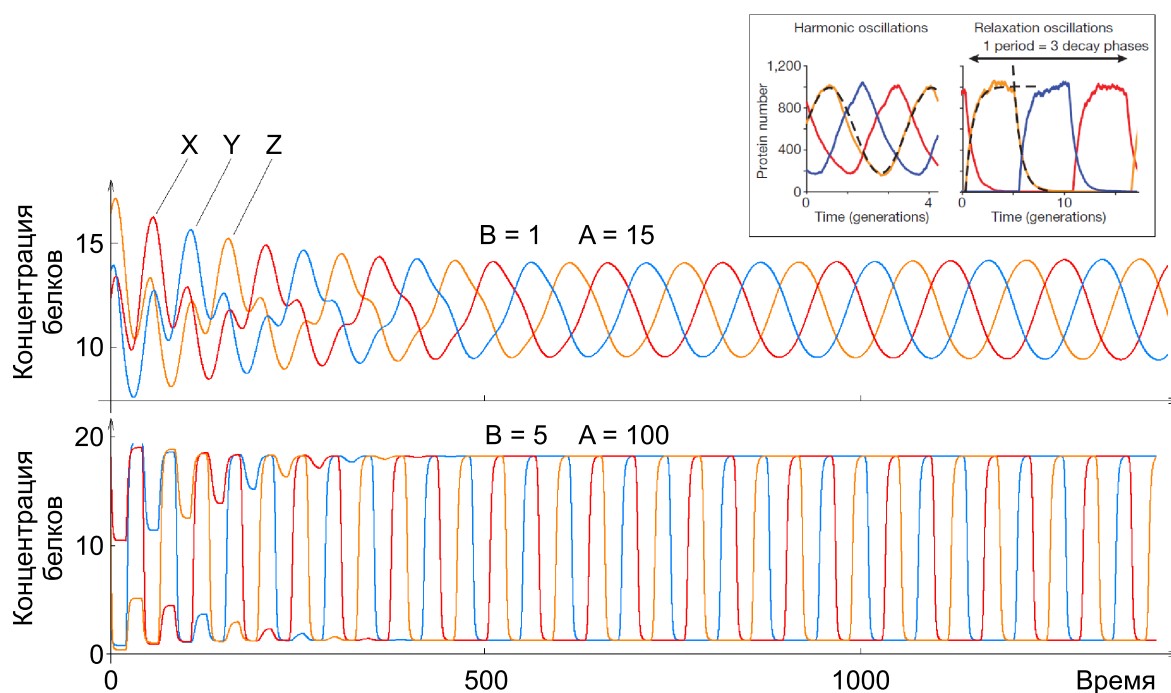 Harmonic oscillations
Relaxation oscillations
1 period = 3 decay phases
Protein number
1,200
800
400
0
0
4
Time (generations)
0
10
Time (generations)
X
Y
Z
Концентрация
белков
15
10
B = 1 A = 15
Концентрация
белков
20
10
0
B = 5 A = 100
0
500
1000
Время